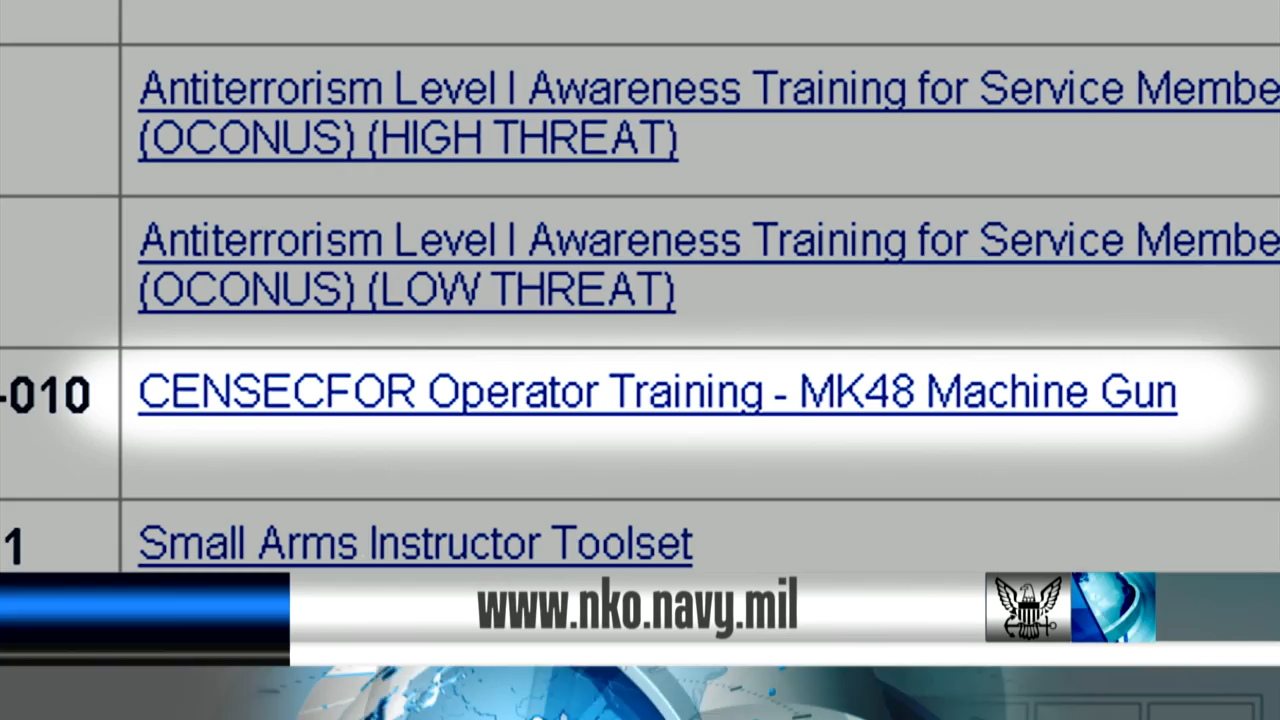 Antiterrorism Level I Awareness Training for Service Membe
(OCONUS) (HIGH THREAT)
Antiterrorism Level I Awareness Training for Service Membe
(OCONUS) (LOW THREAT)
-010 CENSECFOR Operator Training - MK48 Machine Gun
1 Small Arms Instructor Toolset
www.nko.navy.mil